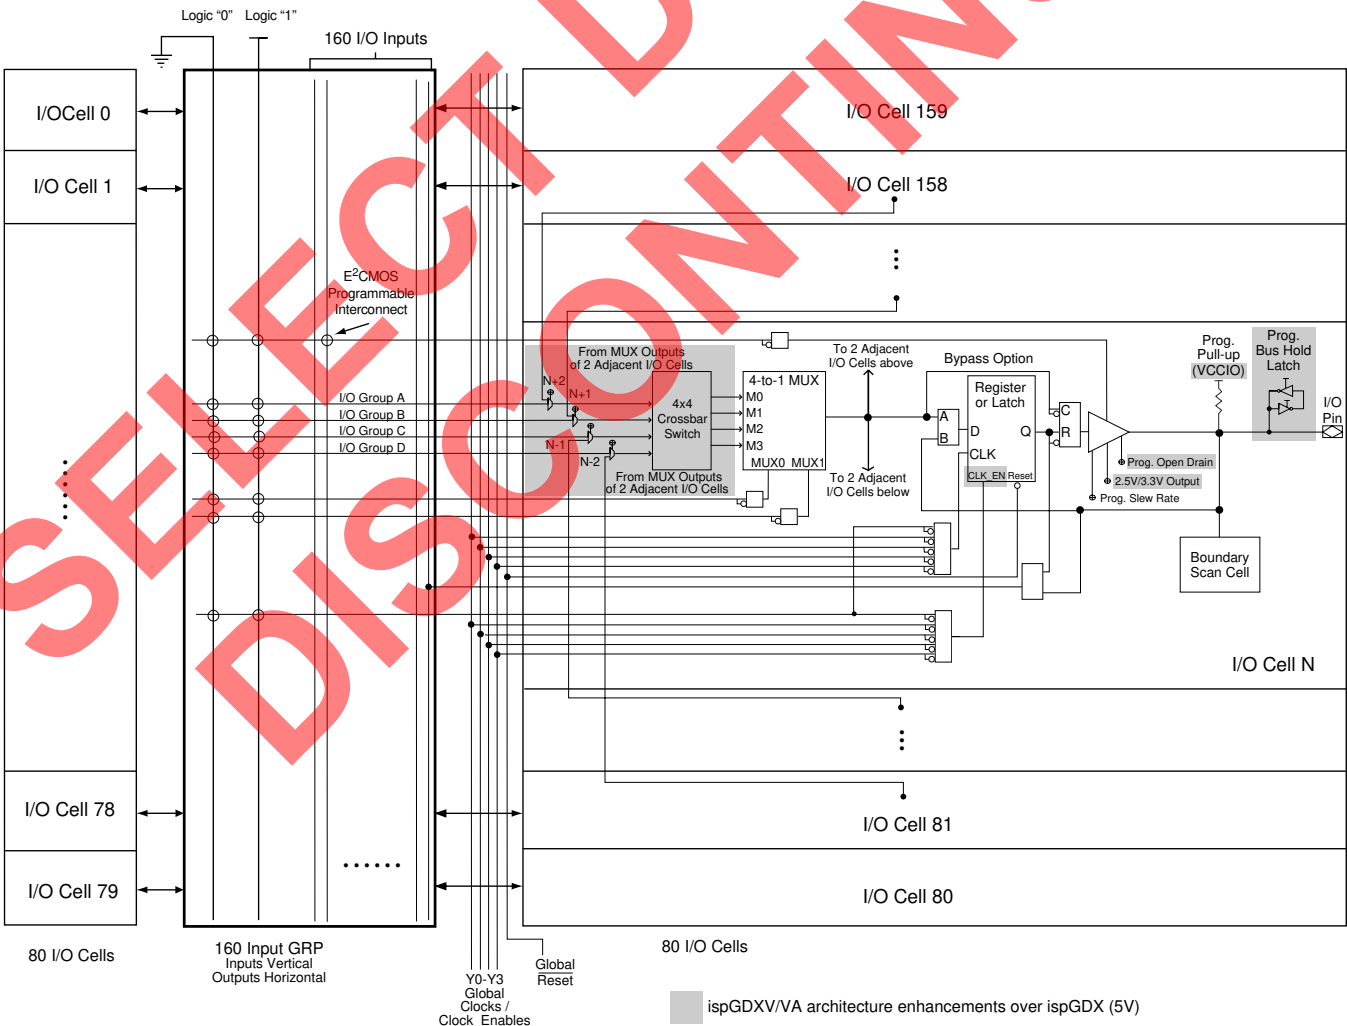 Logic “0” Logic “1”
160 I/O Inputs
I/OCell 0
I/O Cell 159
I/O Cell 1
I/O Cell 158
E2CMOS
Programmable
Interconnect
From MUX Outputs
of 2 Adjacent I/O Cells
N+2
N+1
I/O Group A
I/O Group B
I/O Group C
I/O Group D
N-1
N-2
4x4
Crossbar
Switch
From MUX Outputs
of 2 Adjacent I/O Cells
4-to-1 MUX
M0
M1
M2
M3
MUX0 MUX1
To 2 Adjacent
I/O Cells above
To 2 Adjacent
I/O Cells below
Bypass Option
Register
or Latch
A
B
D
Q
CLK
CLK_EN Reset
C
R
Prog.
Pull-up
(VCCIO)
Prog.
Bus Hold
Latch
I/O
Pin
Prog. Open Drain
2.5V/3.3V Output
Prog. Slew Rate
Boundary
Scan Cell
I/O Cell N
I/O Cell 78
I/O Cell 81
I/O Cell 79
I/O Cell 80
80 I/O Cells
160 Input GRP
Inputs Vertical
Outputs Horizontal
Y0-Y3
Global
Clocks /
Clock_Enables
Global
Reset
80 I/O Cells
ispGDXV/VA architecture enhancements over ispGDX (5V)
SELECT D
DISCONTINU